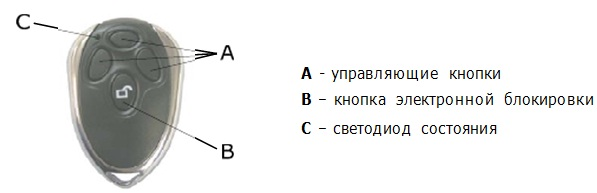 C
A
B
A - управляющие кнопки
B – кнопка электронной блокировки
C – светодиод состояния